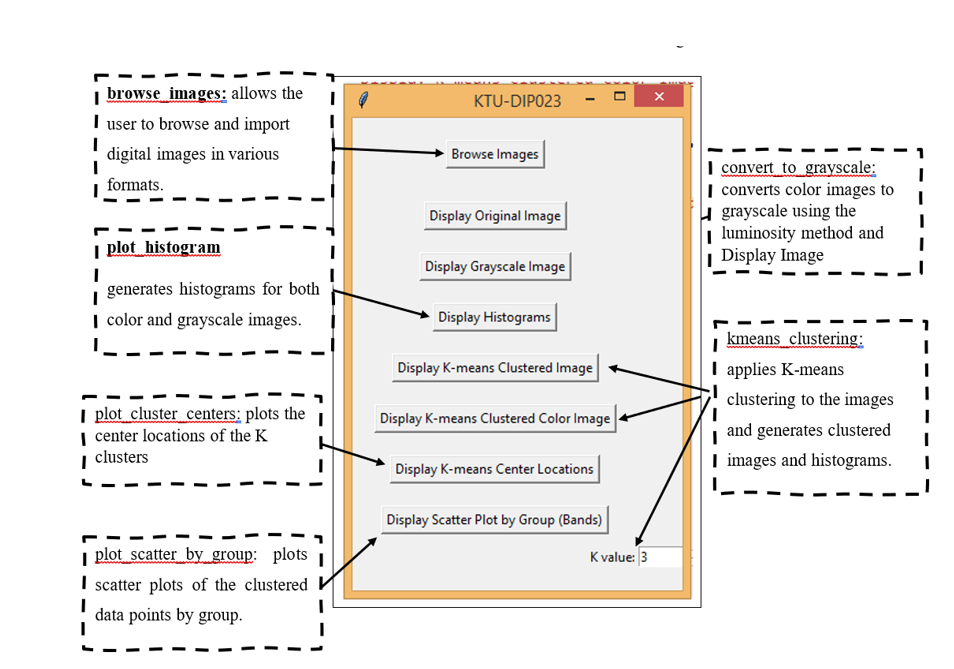 browse_images: allows the
user to browse and import
digital images in various
formats.
plot_histogram
generates histograms for both
color and grayscale images.
plot_cluster_centers: plots the
center locations of the K
clusters
plot_scatter_by_group: plots
scatter plots of the clustered
data points by group.
KTU-DIP023
Browse Images
Display Original Image
Display Grayscale Image
Display Histograms
Display K-means Clustered Image
Display K-means Clustered Color Image
Display K-means Center Locations
Display Scatter Plot by Group (Bands)
K value: 3
convert_to_grayscale:
converts color images to
grayscale using the
luminosity method and
Display Image
kmeans_clustering:
applies K-means
clustering to the images
and generates clustered
images and histograms.